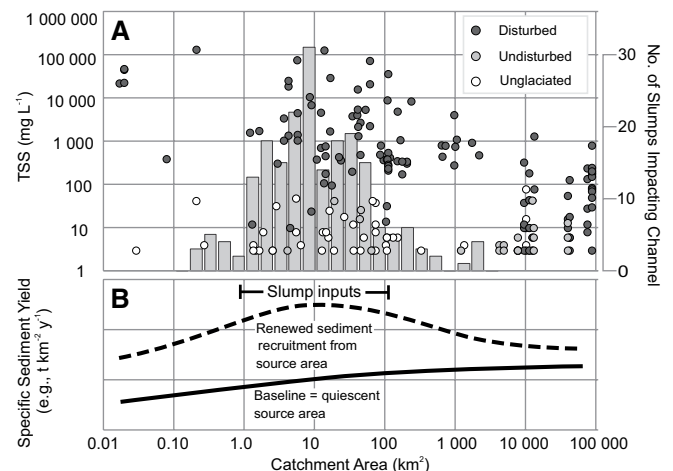 A
1 000 000
100 000
10 000
1 000
100
10
1
TSS (mg L⁻¹)
Disturbed
Undisturbed
Unglaciated
30
20
10
0
No. of Slumps Impacting Channel
B
Slump inputs
Renewed sediment
recruitment from
source area
Baseline = quiescent
source area
Specific Sediment Yield
(e.g., t km⁻² y⁻¹)
0.01 0.10 1.0 10 100 1 000 10 000 100 000
Catchment Area (km²)